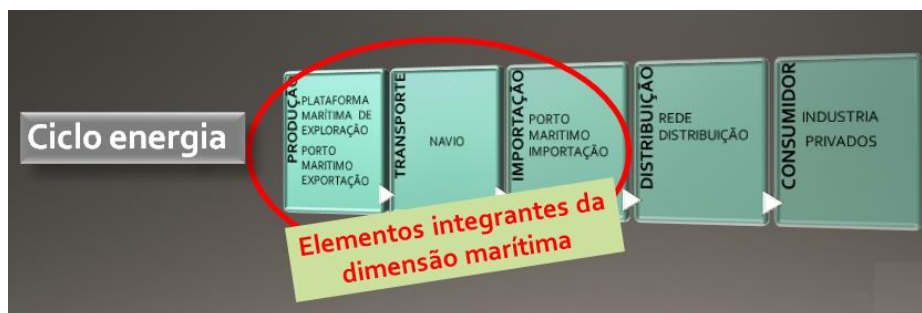 Ciclo energia
PRODUÇÃO
PLATAFORMA
MARÍTIMA DE
EXPLORAÇÃO
PORTO
MARITIMO
EXPORTAÇÃO
TRANSPORTE
NAVIO
IMPORTAÇÃO
PORTO
MARITIMO
IMPORTAÇÃO
DISTRIBUIÇÃO
REDE
DISTRIBUIÇÃO
CONSUMIDOR
INDUSTRIA
PRIVADOS
Elementos integrantes da
dimensão marítima